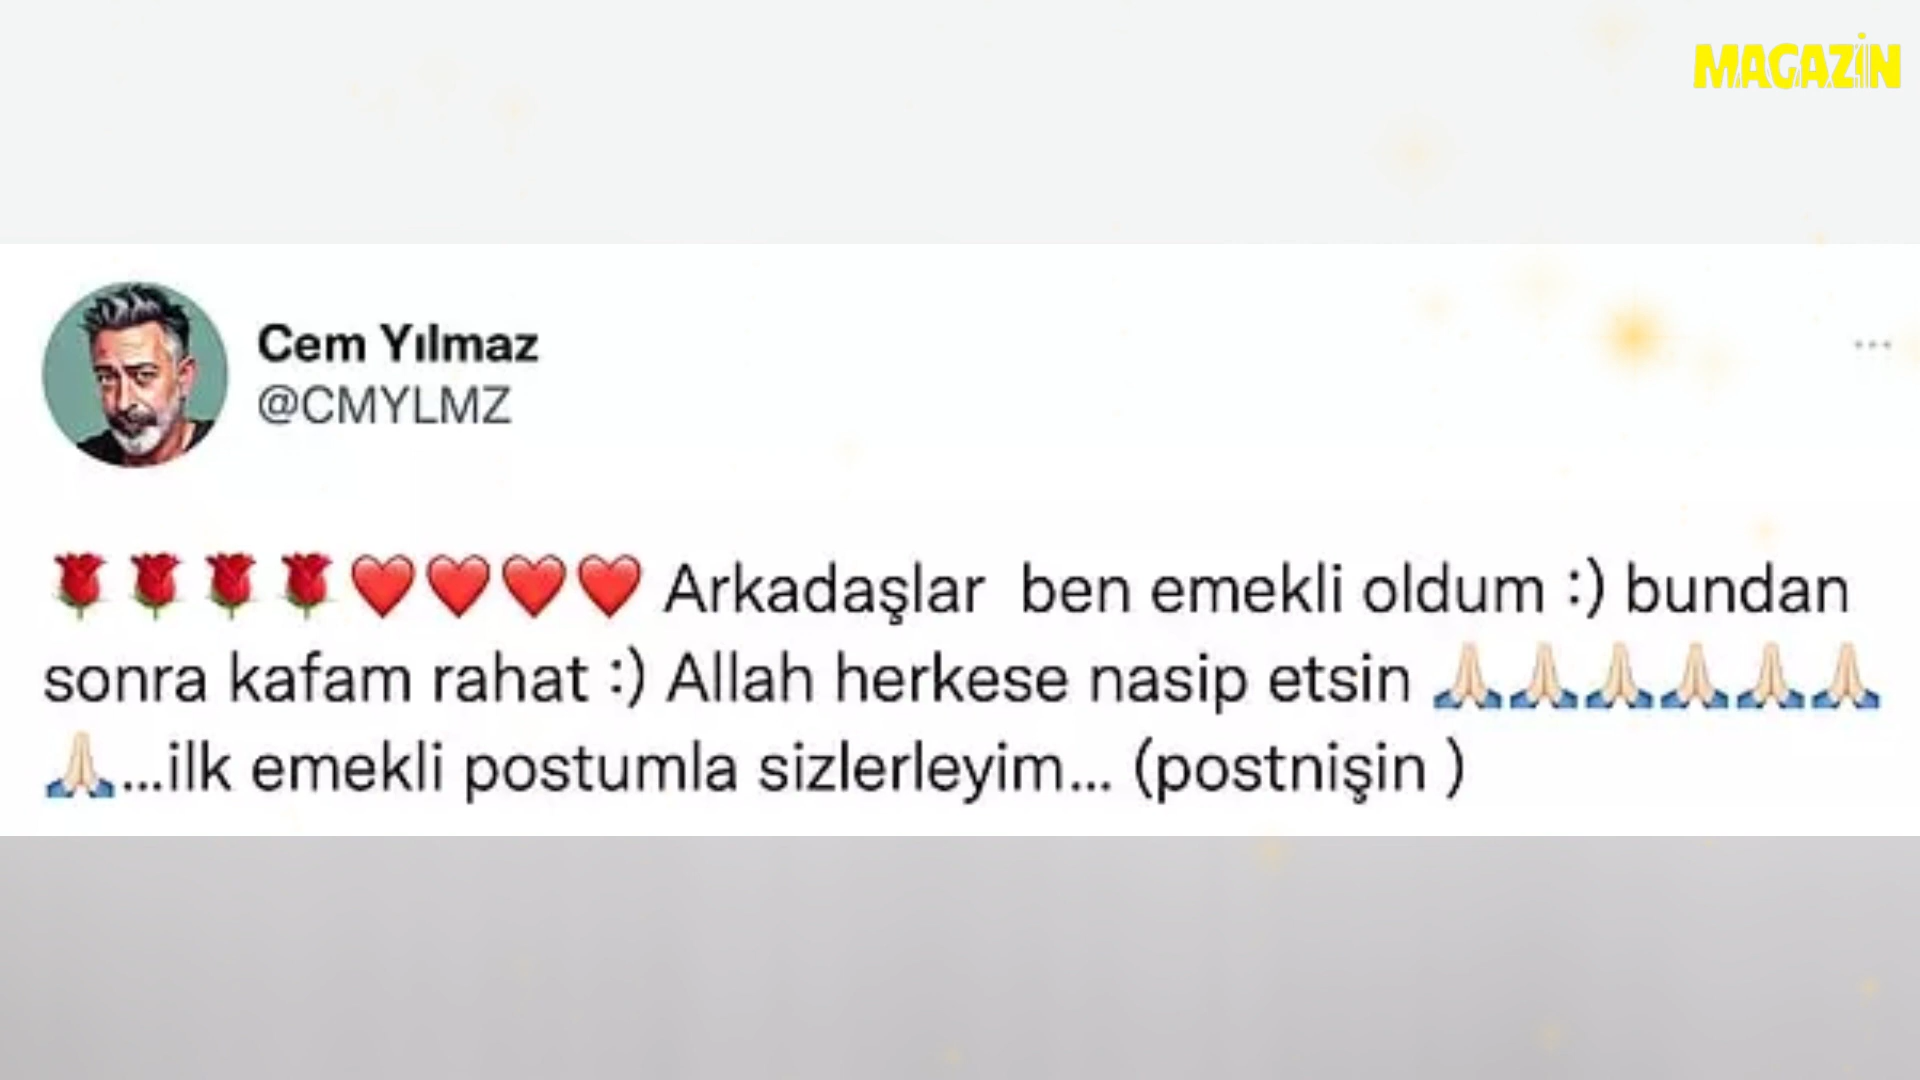 MAGAZİN
Cem Yılmaz
@CMYLMZ
🌹🌹🌹🌹❤️❤️❤️❤️ Arkadaşlar  ben emekli oldum :) bundan
sonra kafam rahat :) Allah herkese nasip etsin 🙏🏻🙏🏻🙏🏻🙏🏻🙏🏻🙏🏻
🙏🏻...ilk emekli postumla sizlerleyim... (postnişin )